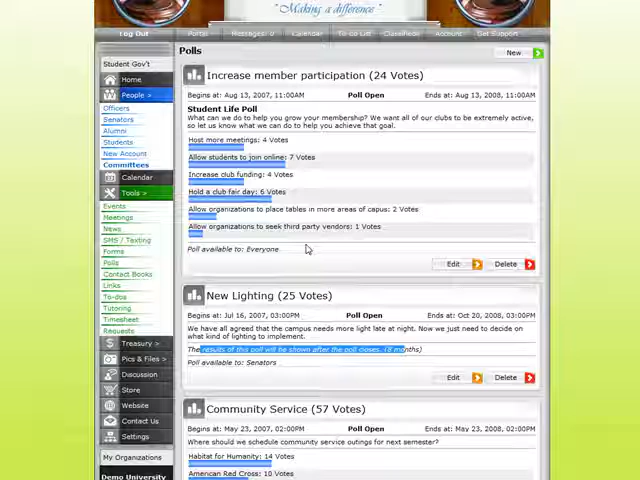 "Making a difference"
Log Out Portal Messages: 0 Calendar To-do List Classifieds Account Get Support
Polls
New
Student Gov't
Home
People >
Officers
Senators
Alumni
Students
New Account
Committees
Calendar
Tools >
Events
Meetings
News
SMS / Texting
Forms
Polls
Contact Books
Links
To-dos
Tutoring
Timesheet
Requests
Treasury >
Pics & Files >
Discussion
Store
Website
Contact Us
Settings
My Organizations
Demo University
Increase member participation (24 Votes)
Begins at: Aug 13, 2007, 11:00AM Poll Open Ends at: Aug 13, 2008, 11:00AM
Student Life Poll
What can we do to help you grow your membership? We want all of our clubs to be extremely active,
so let us know what we can do to help you achieve that goal.
Host more meetings: 4 Votes
Allow students to join online: 7 Votes
Increase club funding: 4 Votes
Hold a club fair day: 6 Votes
Allow organizations to place tables in more areas of capus: 2 Votes
Allow organizations to seek third party vendors: 1 Votes
Poll available to: Everyone
Edit Delete
New Lighting (25 Votes)
Begins at: Jul 16, 2007, 03:00PM Poll Open Ends at: Oct 20, 2008, 03:00PM
We have all agreed that the campus needs more light late at night. Now we just need to decide on
what kind of lighting to implement.
The results of this poll will be shown after the poll closes. (8 months)
Poll available to: Senators
Edit Delete
Community Service (57 Votes)
Begins at: May 23, 2007, 02:00PM Poll Open Ends at: May 23, 2008, 02:00PM
Where should we schedule community service outings for next semester?
Habitat for Humanity: 14 Votes
American Red Cross: 10 Votes